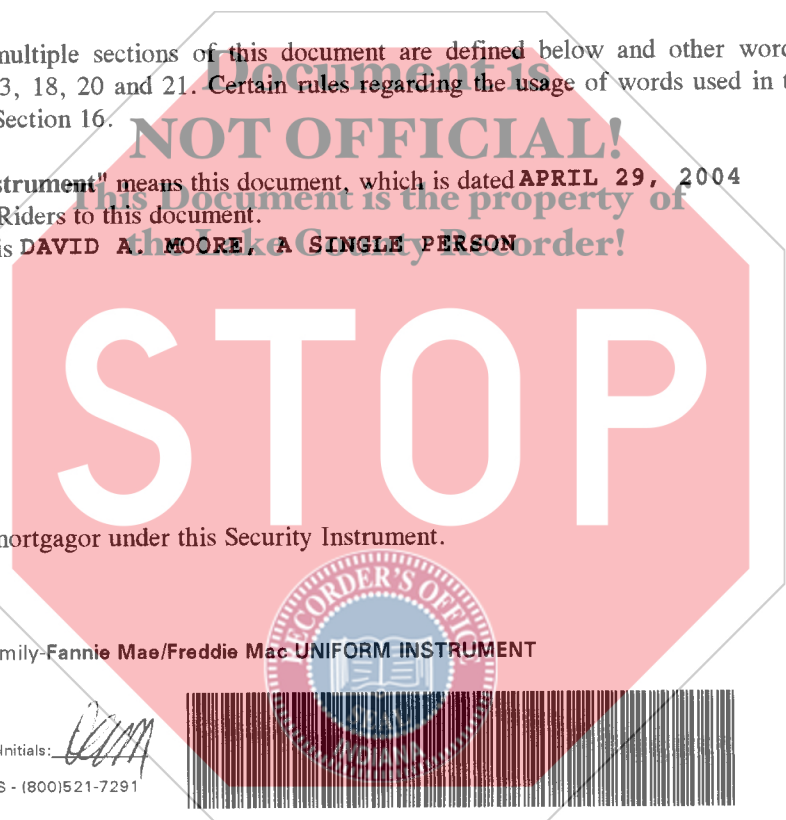 multiple sections of this document are defined below and other word
3, 18, 20 and 21. Certain rules regarding the usage of words used in t
Section 16.
Document is
NOT OFFICIAL!
strument" means this document, which is dated APRIL 29, 2004
This Document is the property of
Riders to this document.
is DAVID A. MOORE, A SINGLE PERSON
the Lake County Recorder!
STOP
mortgagor under this Security Instrument.
RECORDER'S OFFICE
mily-Fannie Mae/Freddie Mac UNIFORM INSTRUMENT
SEAL
INDIANA
Initials:
S - (800)521-7291